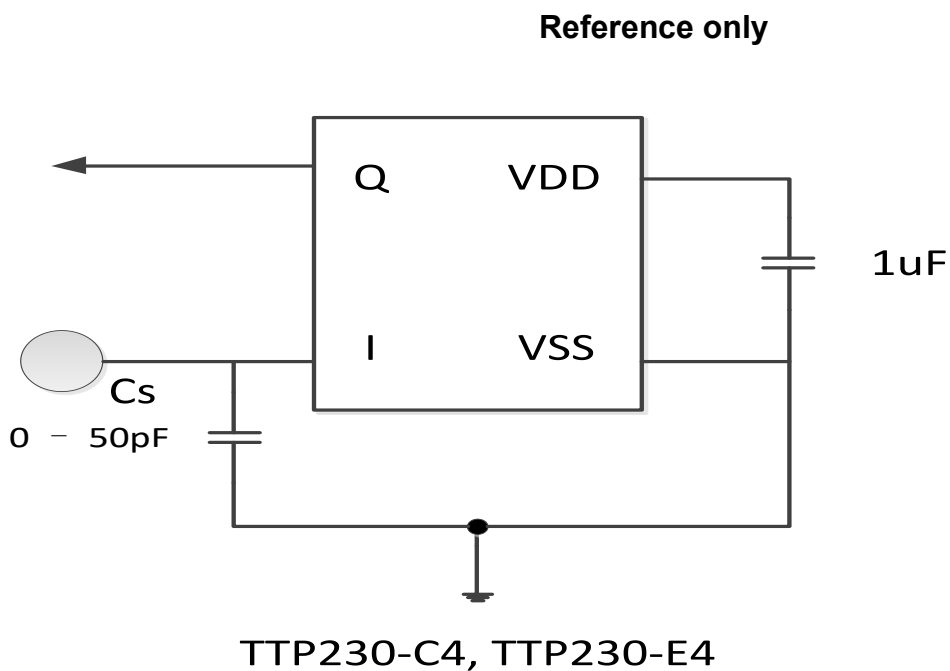 Reference only
Q VDD
1uF
I VSS
Cs
0 – 50pF
TTP230-C4, TTP230-E4